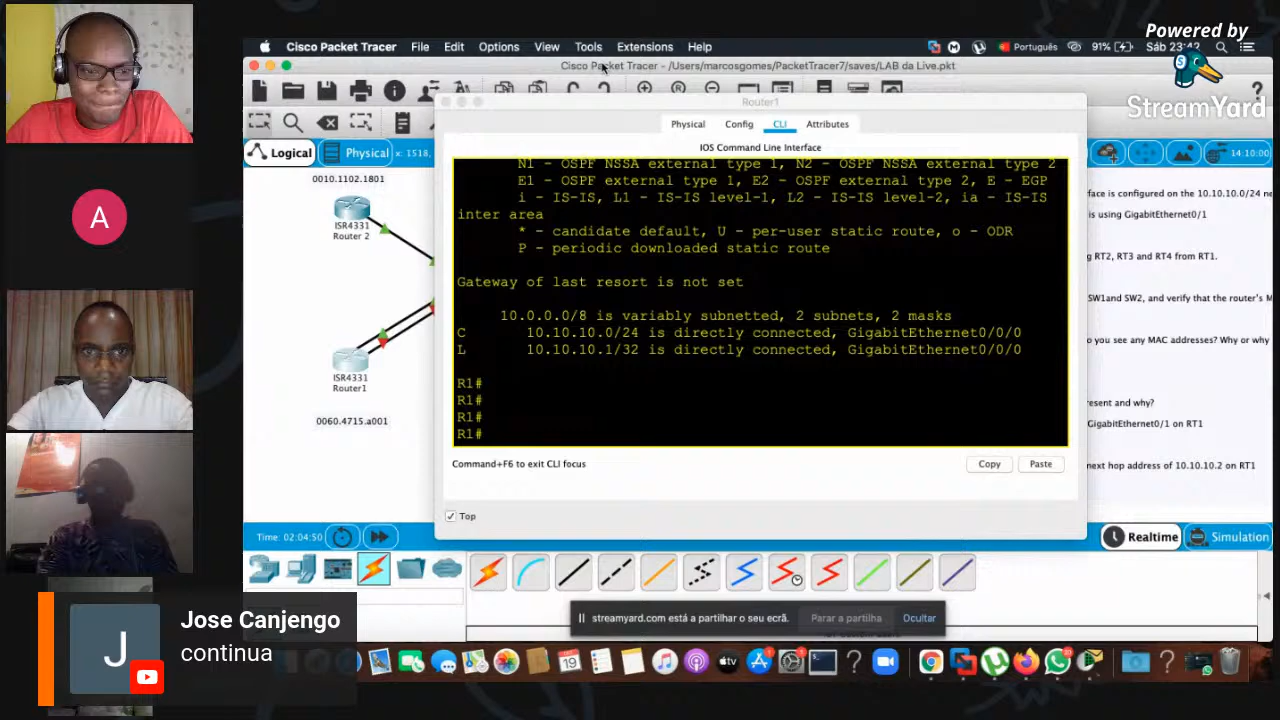 Powered by
StreamYard
Cisco Packet Tracer File Edit Options View Tools Extensions Help
Português 91% Sáb 23:42
Cisco Packet Tracer - /Users/marcosgomes/PacketTracer7/saves/LAB da Live.pkt
Router1
Physical Config CLI Attributes
IOS Command Line Interface
Logical Physical x: 1518,
14:10:00
0010.1102.1801
ISR4331
Router 2
ISR4331
Router1
0060.4715.a001
N1 - OSPF NSSA external type 1, N2 - OSPF NSSA external type 2
E1 - OSPF external type 1, E2 - OSPF external type 2, E - EGP
i - IS-IS, L1 - IS-IS level-1, L2 - IS-IS level-2, ia - IS-IS
inter area
* - candidate default, U - per-user static route, o - ODR
P - periodic downloaded static route
Gateway of last resort is not set
10.0.0.0/8 is variably subnetted, 2 subnets, 2 masks
C 10.10.10.0/24 is directly connected, GigabitEthernet0/0/0
L 10.10.10.1/32 is directly connected, GigabitEthernet0/0/0
R1#
R1#
R1#
R1#
Command+F6 to exit CLI focus
Copy Paste
Top
face is configured on the 10.10.10.0/24 ne
is using GigabitEthernet0/1
g RT2, RT3 and RT4 from RT1.
SW1and SW2, and verify that the router's M
o you see any MAC addresses? Why or why
resent and why?
GigabitEthernet0/1 on RT1
next hop address of 10.10.10.2 on RT1
Time: 02:04:50
Realtime Simulation
streamyard.com está a partilhar o seu ecrã. Parar a partilha Ocultar
A
J
Jose Canjengo
continua